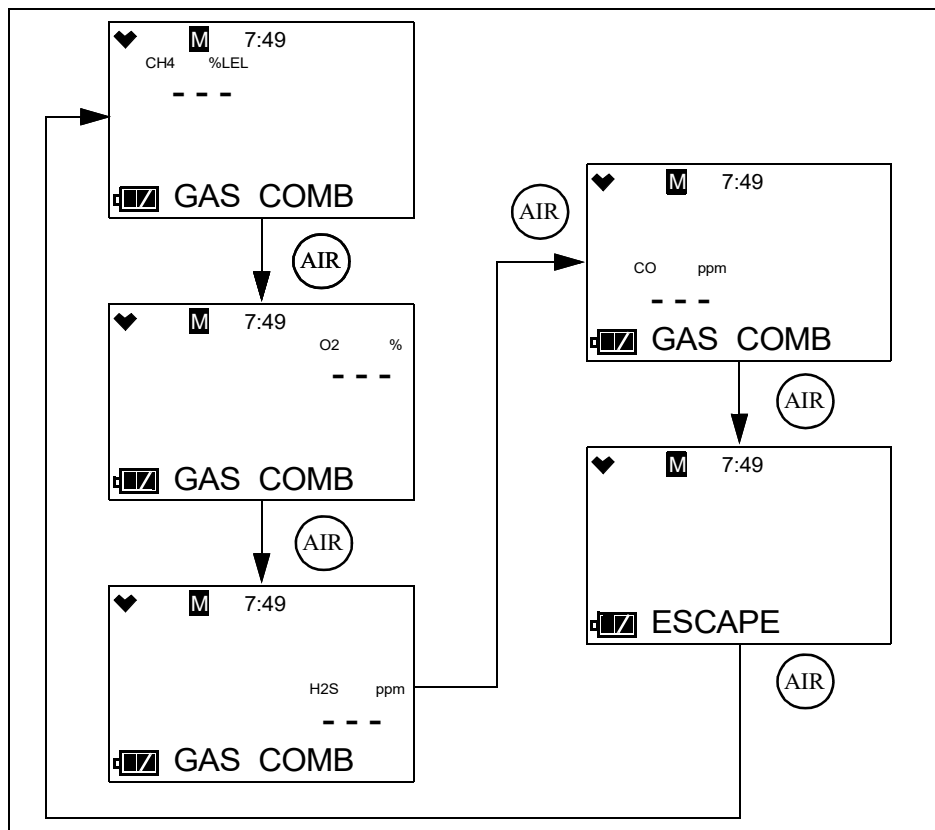 M 7:49
CH4 %LEL
- - -
GAS COMB
AIR
M 7:49
O2 %
- - -
GAS COMB
AIR
M 7:49
H2S ppm
- - -
GAS COMB
AIR
M 7:49
CO ppm
- - -
GAS COMB
AIR
M 7:49
ESCAPE
AIR